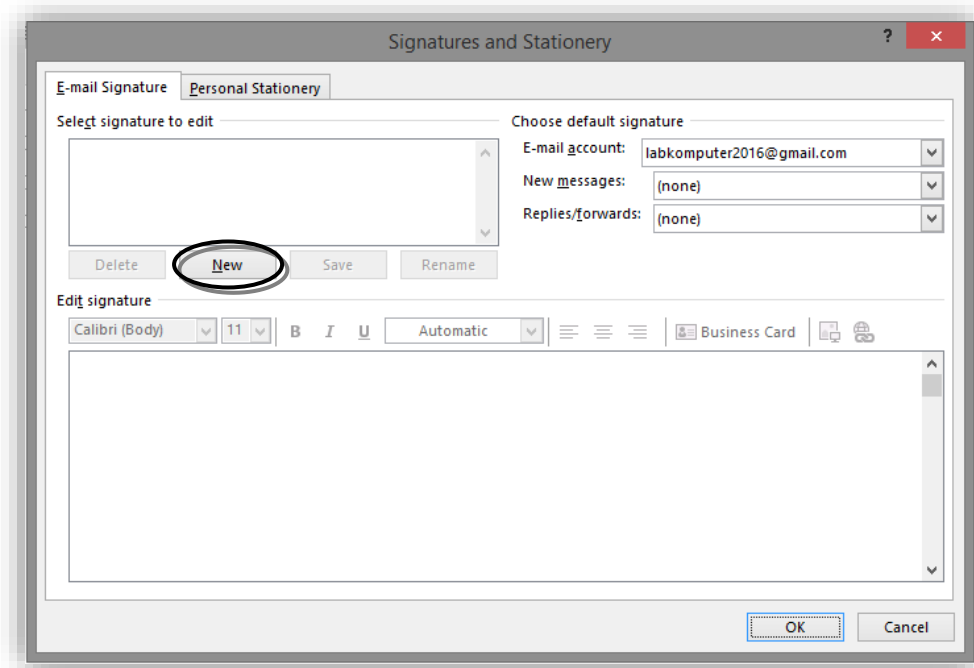 Signatures and Stationery
?
E-mail Signature Personal Stationery
Select signature to edit
Choose default signature
E-mail account: labkomputer2016@gmail.com
New messages: (none)
Replies/forwards: (none)
Delete New Save Rename
Edit signature
Calibri (Body) 11 B I U Automatic Business Card
OK Cancel